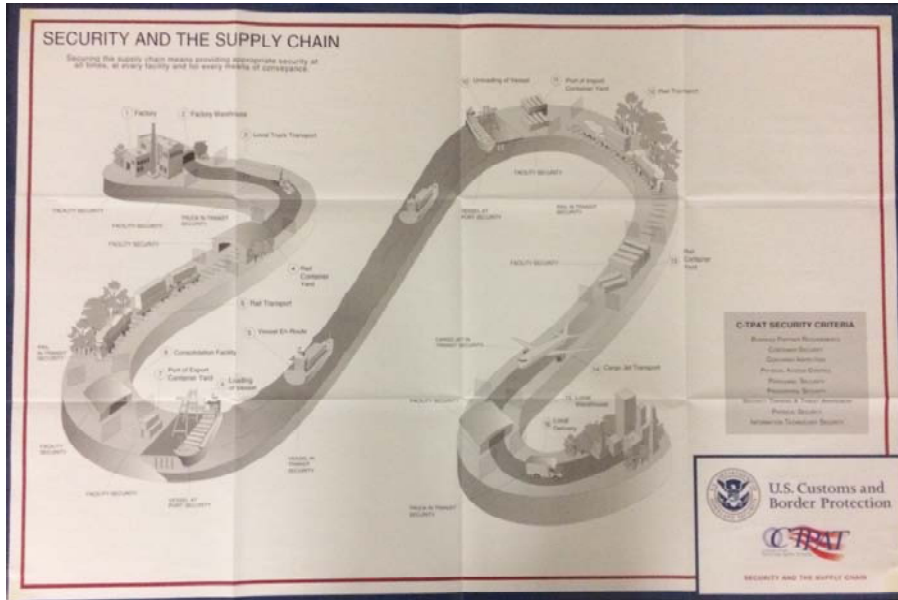 SECURITY AND THE SUPPLY CHAIN
Securing the supply chain means providing appropriate security at
all times, at every facility and for every means of conveyance.
1 Factory
2 Factory Warehouse
3 Local Truck Transport
FACILITY SECURITY
FACILITY SECURITY
TRUCK IN TRANSIT
SECURITY
FACILITY SECURITY
4 Rail
Container
Yard
5 Rail Transport
RAIL
IN TRANSIT
SECURITY
6 Consolidation Facility
7 Port of Export
Container Yard
8 Loading
of Vessel
9 Vessel En Route
FACILITY
SECURITY
FACILITY SECURITY
VESSEL AT
PORT SECURITY
VESSEL IN
TRANSIT
SECURITY
10 Unloading of Vessel
11 Port of Export
Container Yard
12 Rail Transport
FACILITY SECURITY
VESSEL AT
PORT SECURITY
RAIL IN TRANSIT
SECURITY
FACILITY SECURITY
13 Rail
Container
Yard
CARGO JET IN
TRANSIT
SECURITY
14 Cargo Jet Transport
FACILITY SECURITY
15 Local
Warehouse
16 Local
Delivery
TRUCK IN TRANSIT
SECURITY
C-TPAT SECURITY CRITERIA
BUSINESS PARTNER REQUIREMENTS
CONTAINER SECURITY
CONTAINER INSPECTION
PHYSICAL ACCESS CONTROL
PERSONNEL SECURITY
PROCEDURAL SECURITY
SECURITY TRAINING & THREAT AWARENESS
PHYSICAL SECURITY
INFORMATION TECHNOLOGY SECURITY
U.S. Customs and
Border Protection
C-TPAT
SECURITY AND THE SUPPLY CHAIN